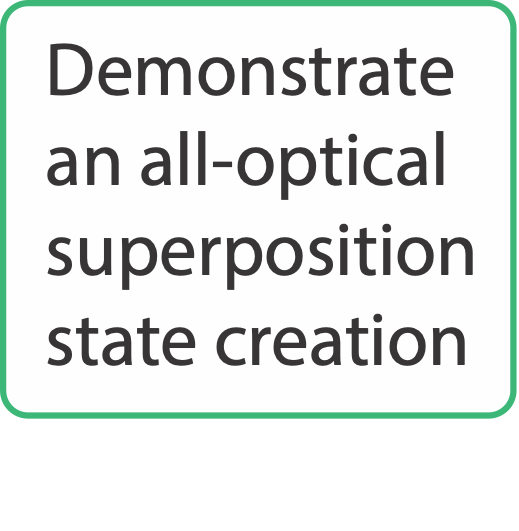 Demonstrate
an all-optical
superposition
state creation